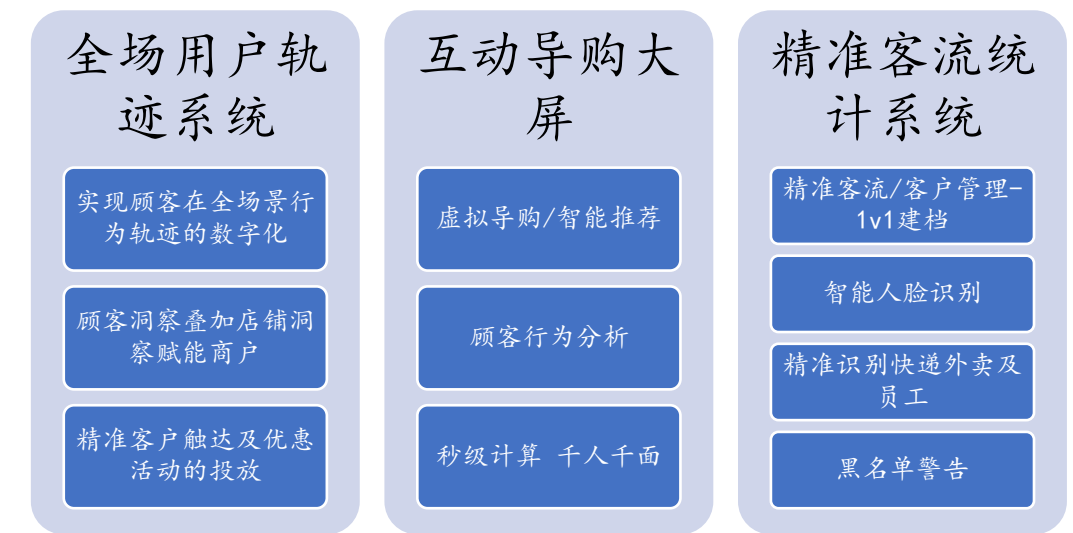 全场用户轨
迹系统
实现顾客在全场景行
为轨迹的数字化
顾客洞察叠加店铺洞
察赋能商户
精准客户触达及优惠
活动的投放
互动导购大
屏
虚拟导购/智能推荐
顾客行为分析
秒级计算 千人千面
精准客流统
计系统
精准客流/客户管理-
1v1建档
智能人脸识别
精准识别快递外卖及
员工
黑名单警告